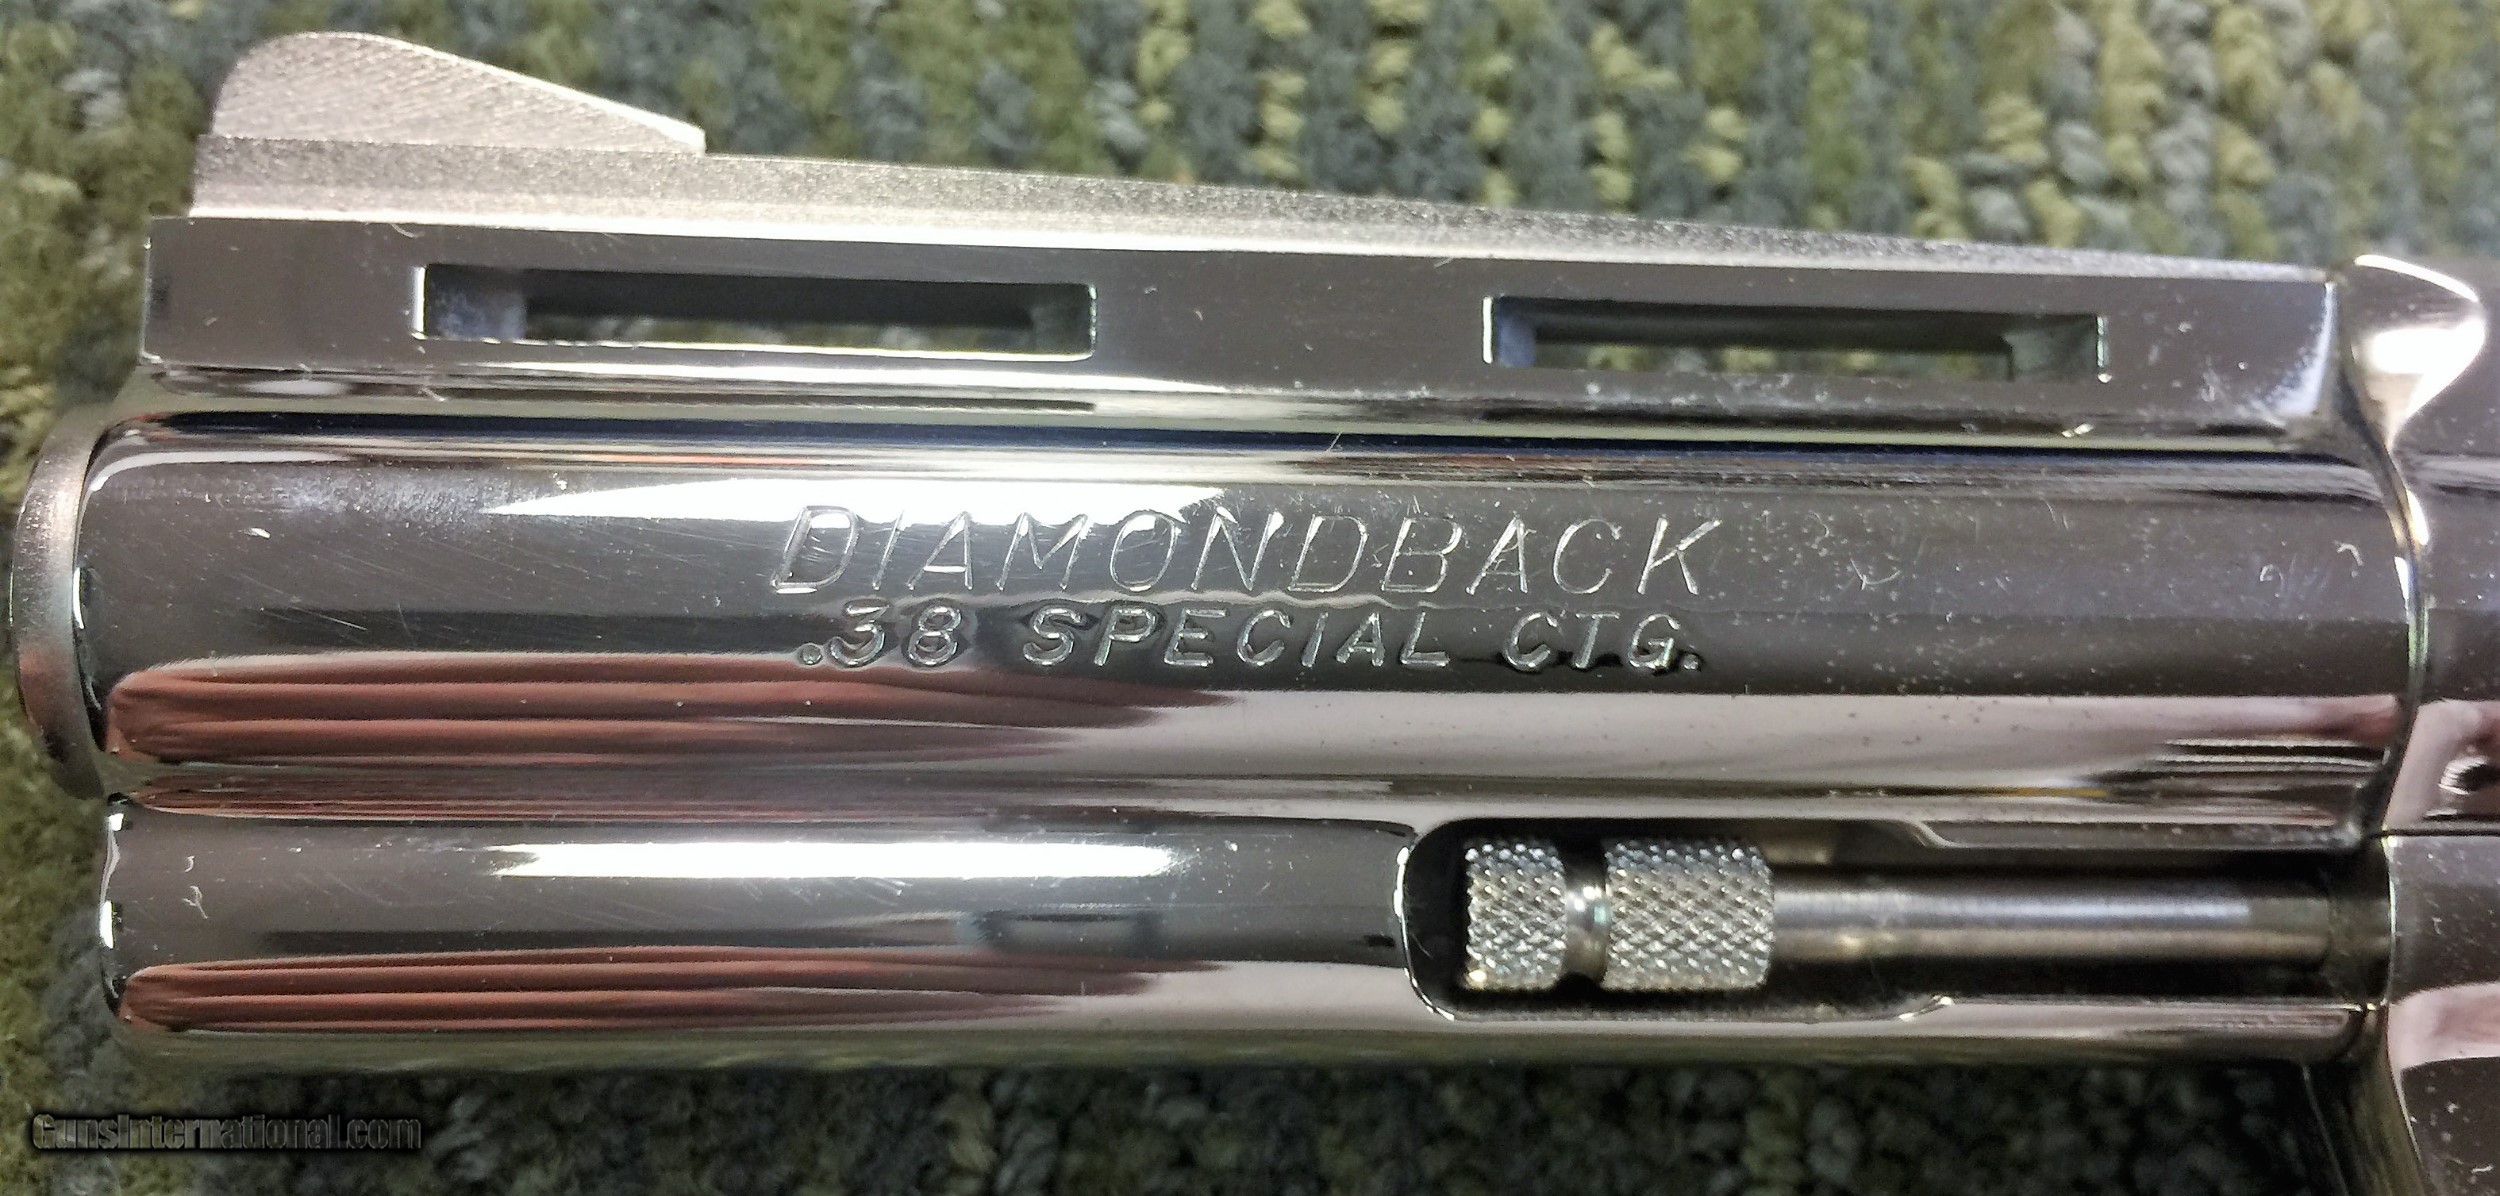 DIAMONDBACK
.38 SPECIAL CTG.
GunsInternational.com